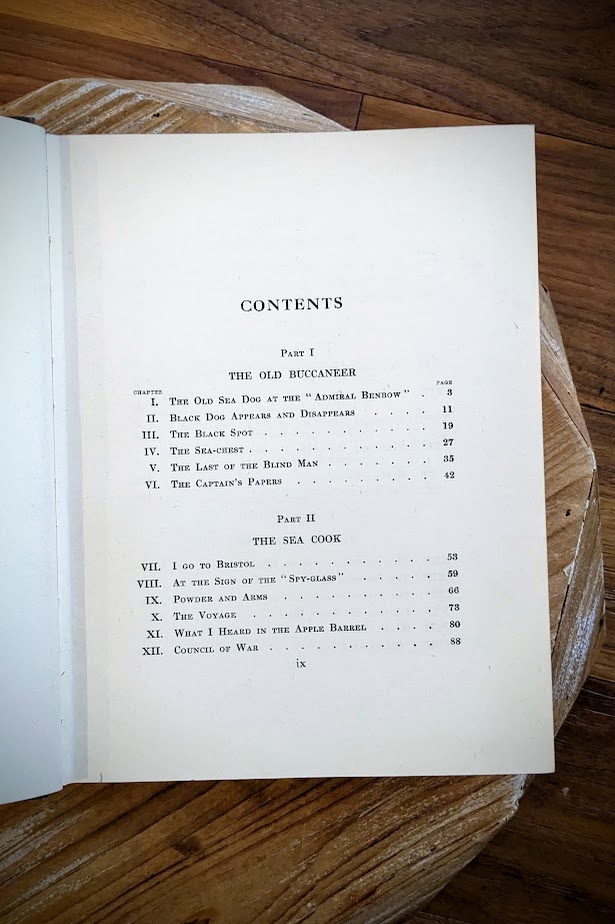 CONTENTS
Part I
THE OLD BUCCANEER
CHAPTER PAGE
I. The Old Sea Dog at the "Admiral Benbow" . 3
II. Black Dog Appears and Disappears . . . . 11
III. The Black Spot . . . . . . . . . . 19
IV. The Sea-chest . . . . . . . . . . . 27
V. The Last of the Blind Man . . . . . . . 35
VI. The Captain's Papers . . . . . . . . . 42
Part II
THE SEA COOK
VII. I go to Bristol . . . . . . . . . . . 53
VIII. At the Sign of the "Spy-glass" . . . . . 59
IX. Powder and Arms . . . . . . . . . . 66
X. The Voyage . . . . . . . . . . . . 73
XI. What I Heard in the Apple Barrel . . . . 80
XII. Council of War . . . . . . . . . . . 88
ix